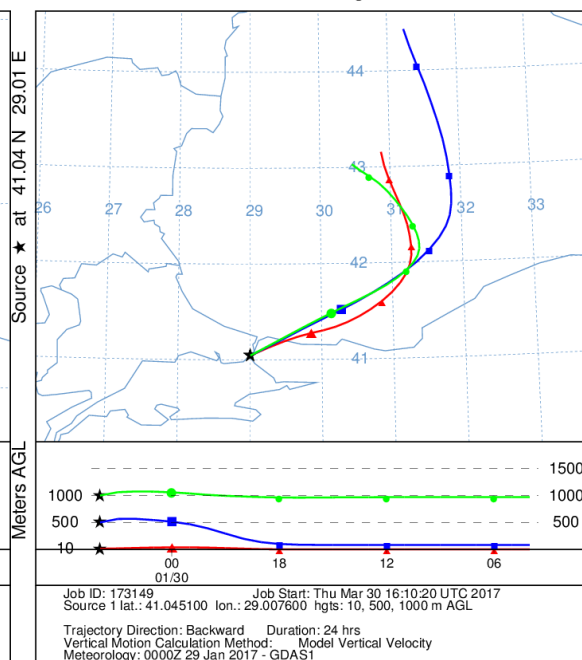 Source ★ at 41.04 N 29.01 E
44
43
26 27 28 29 30 31 32 33
42
41
Meters AGL
1500
1000 1000
500 500
10
00 18 12 06
01/30
Job ID: 173149 Job Start: Thu Mar 30 16:10:20 UTC 2017
Source 1 lat.: 41.045100 lon.: 29.007600 hgts: 10, 500, 1000 m AGL
Trajectory Direction: Backward Duration: 24 hrs
Vertical Motion Calculation Method: Model Vertical Velocity
Meteorology: 0000Z 29 Jan 2017 - GDAS1